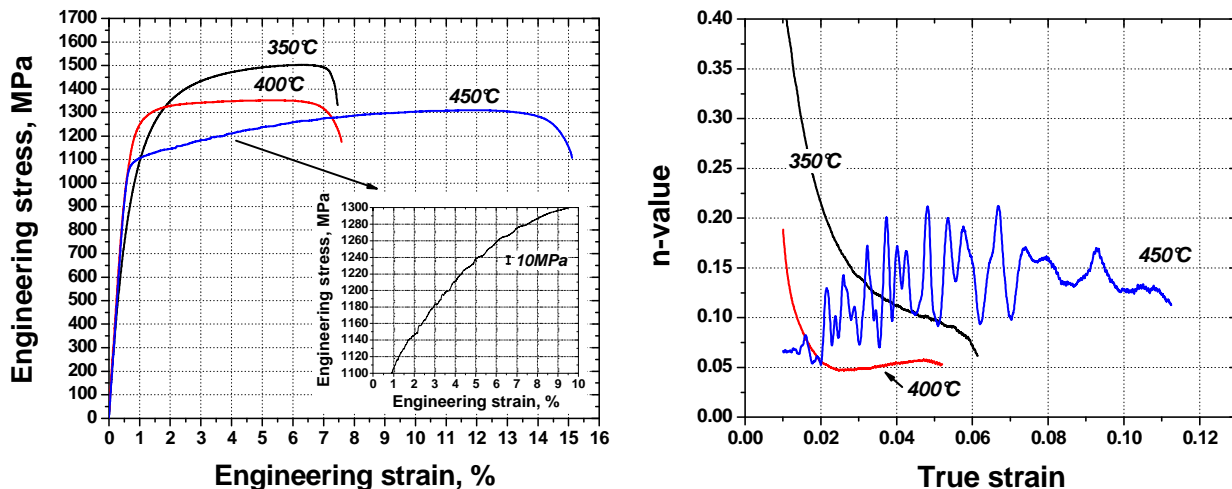 Engineering stress, MPa
1700
1600
1500
1400
1300
1200
1100
1000
900
800
700
600
500
400
300
200
100
0
0 1 2 3 4 5 6 7 8 9 10 11 12 13 14 15 16
Engineering strain, %
350°C
400°C
450°C
Engineering stress, MPa
1300
1280
1260
1240
1220
1200
1180
1160
1140
1120
1100
10MPa
0 1 2 3 4 5 6 7 8 9 10
Engineering strain, %
n-value
0.40
0.35
0.30
0.25
0.20
0.15
0.10
0.05
0.00
0.00 0.02 0.04 0.06 0.08 0.10 0.12
True strain
350°C
450°C
400°C